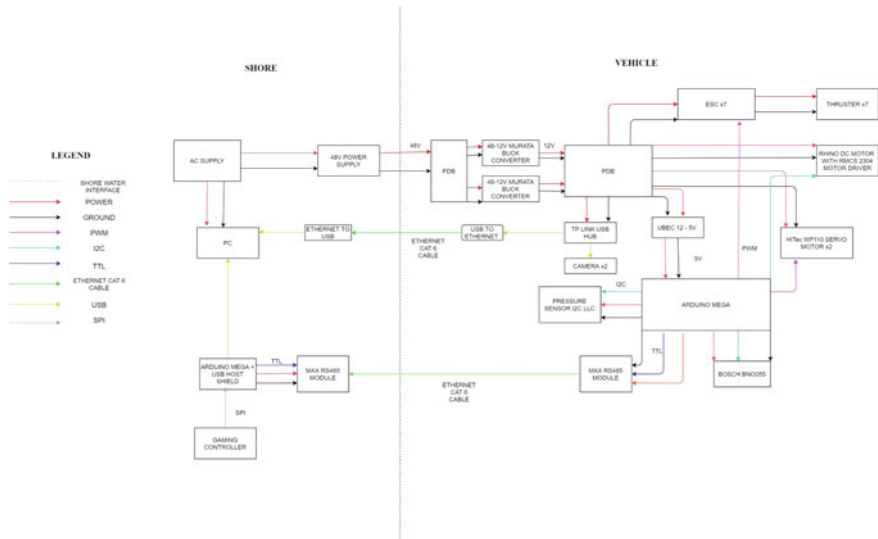 SHORE
VEHICLE
LEGEND
SHORE WATER
INTERFACE
POWER
GROUND
PWM
I2C
TTL
ETHERNET CAT 6
CABLE
USB
SPI
AC SUPPLY
48V POWER
SUPPLY
48V
PDB
48-12V MURATA
BUCK
CONVERTER
48-12V MURATA
BUCK
CONVERTER
12V
PDB
ESC x7
THRUSTER x7
RHINO DC MOTOR
WITH RMCS 2304
MOTOR DRIVER
HITec WP110 SERVO
MOTOR x2
PC
ETHERNET TO
USB
ETHERNET
CAT 6
CABLE
USB TO
ETHERNET
TP LINK USB
HUB
CAMERA x2
UBEC 12 - 5V
5V
PWM
I2C
PRESSURE
SENSOR I2C LLC
ARDUINO MEGA
ARDUINO MEGA +
USB HOST
SHIELD
TTL
MAX RS485
MODULE
ETHERNET
CAT 6
CABLE
MAX RS485
MODULE
TTL
BOSCH BNO055
SPI
GAMING
CONTROLLER